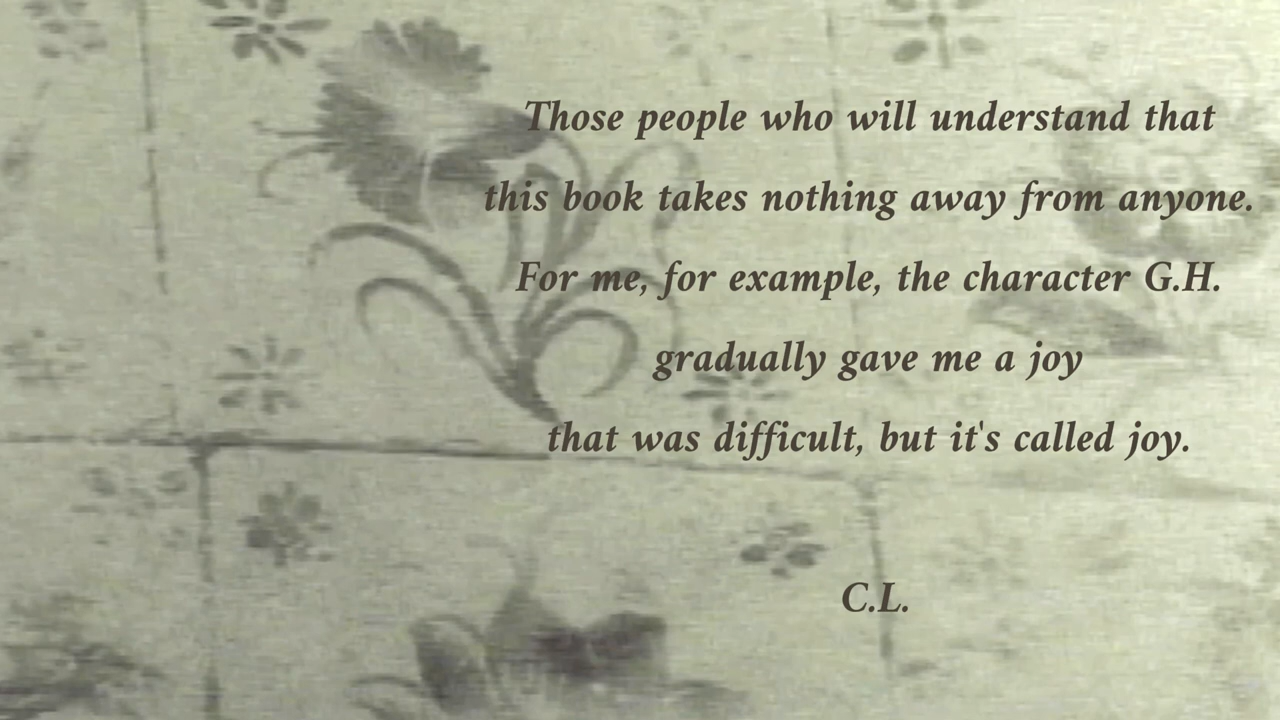 Those people who will understand that
this book takes nothing away from anyone.
For me, for example, the character G.H.
gradually gave me a joy
that was difficult, but it's called joy.
C.L.